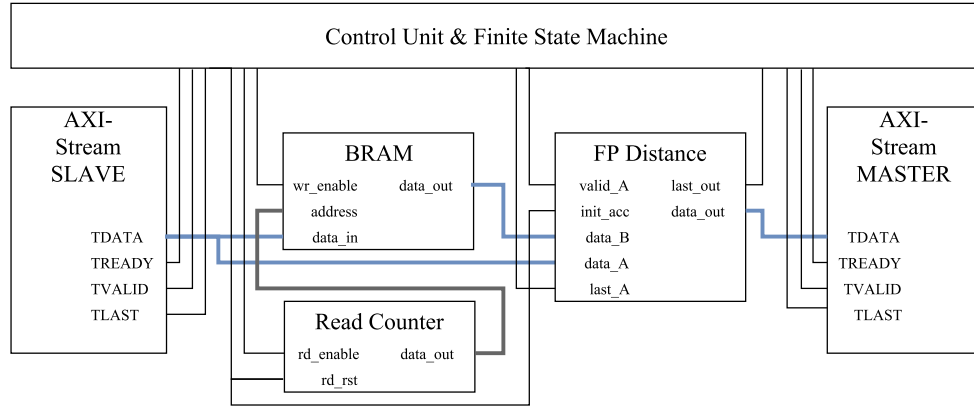 Control Unit & Finite State Machine
AXI-
Stream
SLAVE
TDATA
TREADY
TVALID
TLAST
BRAM
wr_enable
data_out
address
data_in
Read Counter
rd_enable
data_out
rd_rst
FP Distance
valid_A
last_out
init_acc
data_out
data_B
data_A
last_A
AXI-
Stream
MASTER
TDATA
TREADY
TVALID
TLAST